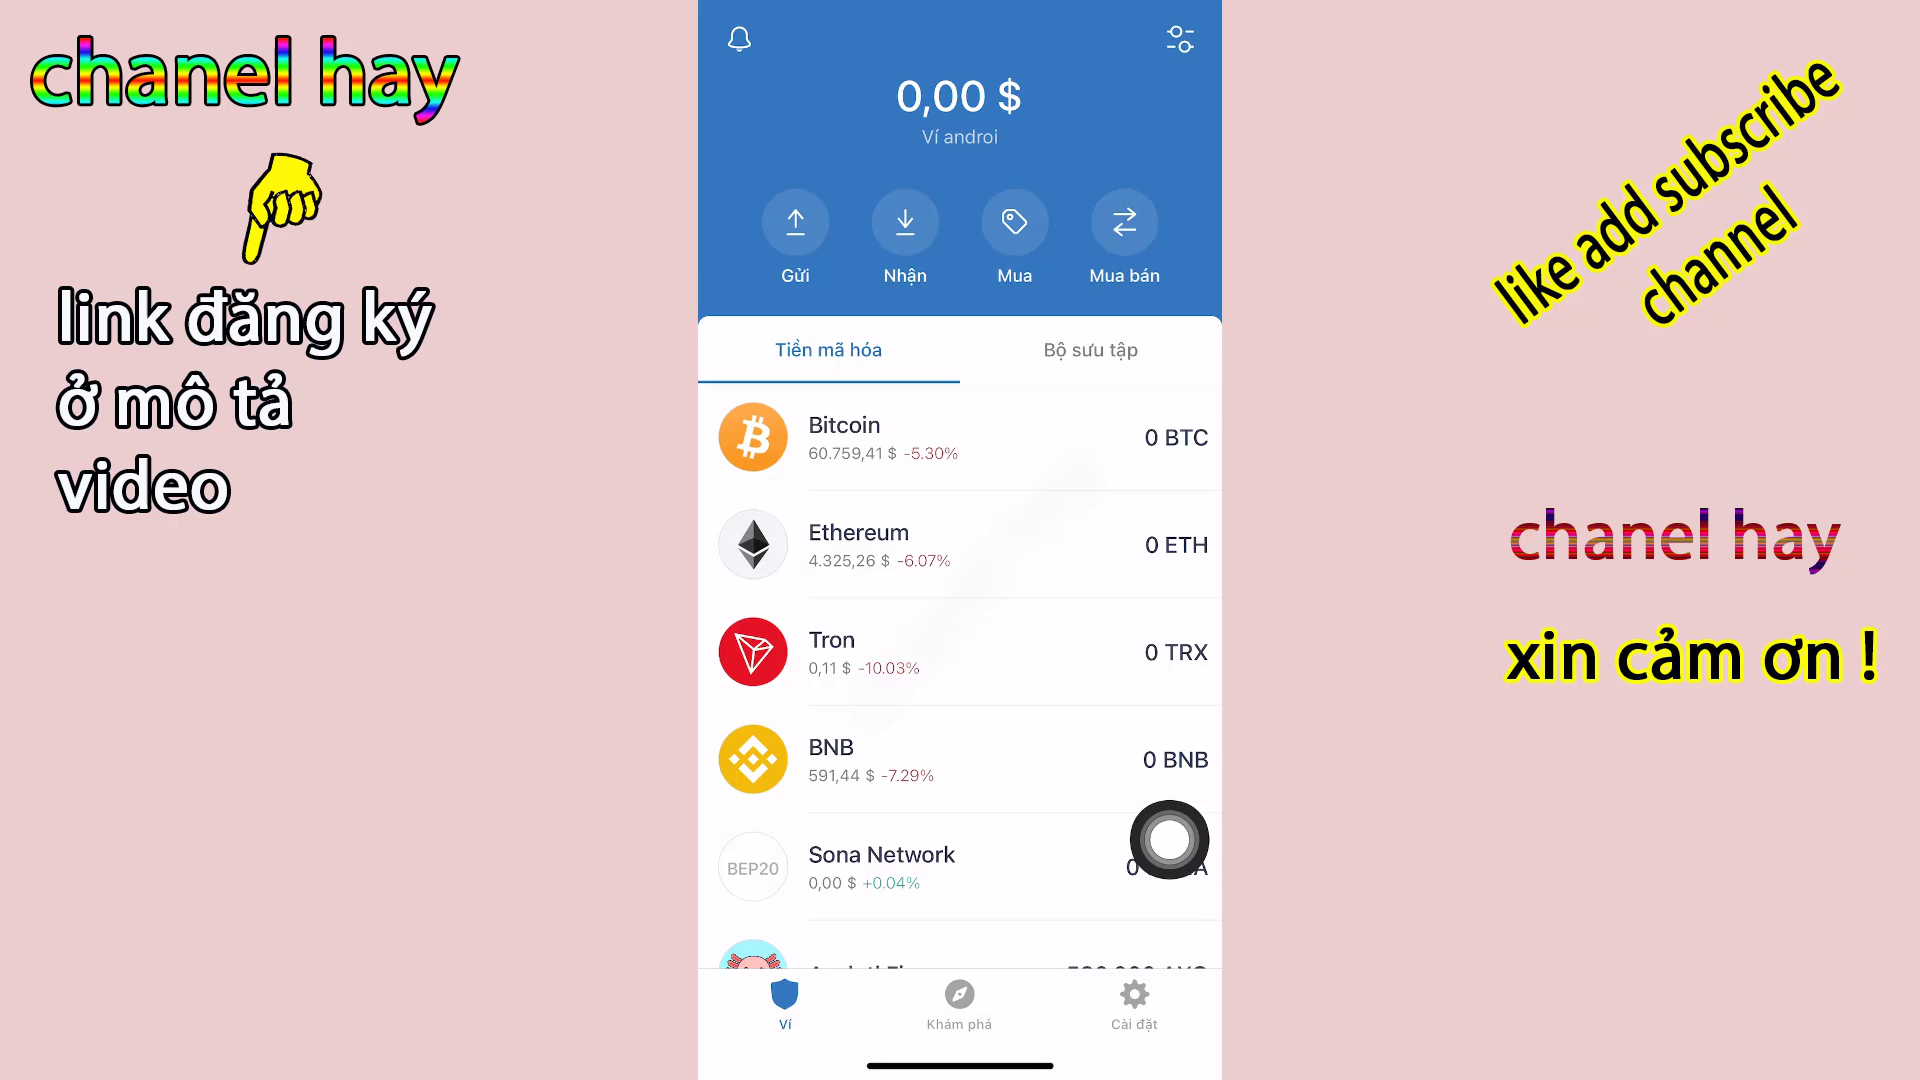 chanel hay
link đăng ký
ở mô tả
video
0,00 $
Ví androi
Gửi
Nhận
Mua
Mua bán
Tiền mã hóa
Bộ sưu tập
Bitcoin
60.759,41 $ -5.30%
0 BTC
Ethereum
4.325,26 $ -6.07%
0 ETH
Tron
0,11 $ -10.03%
0 TRX
BNB
591,44 $ -7.29%
0 BNB
BEP20
Sona Network
0,00 $ +0.04%
0
Ví
Khám phá
Cài đặt
like add subscribe
channel
chanel hay
xin cảm ơn !